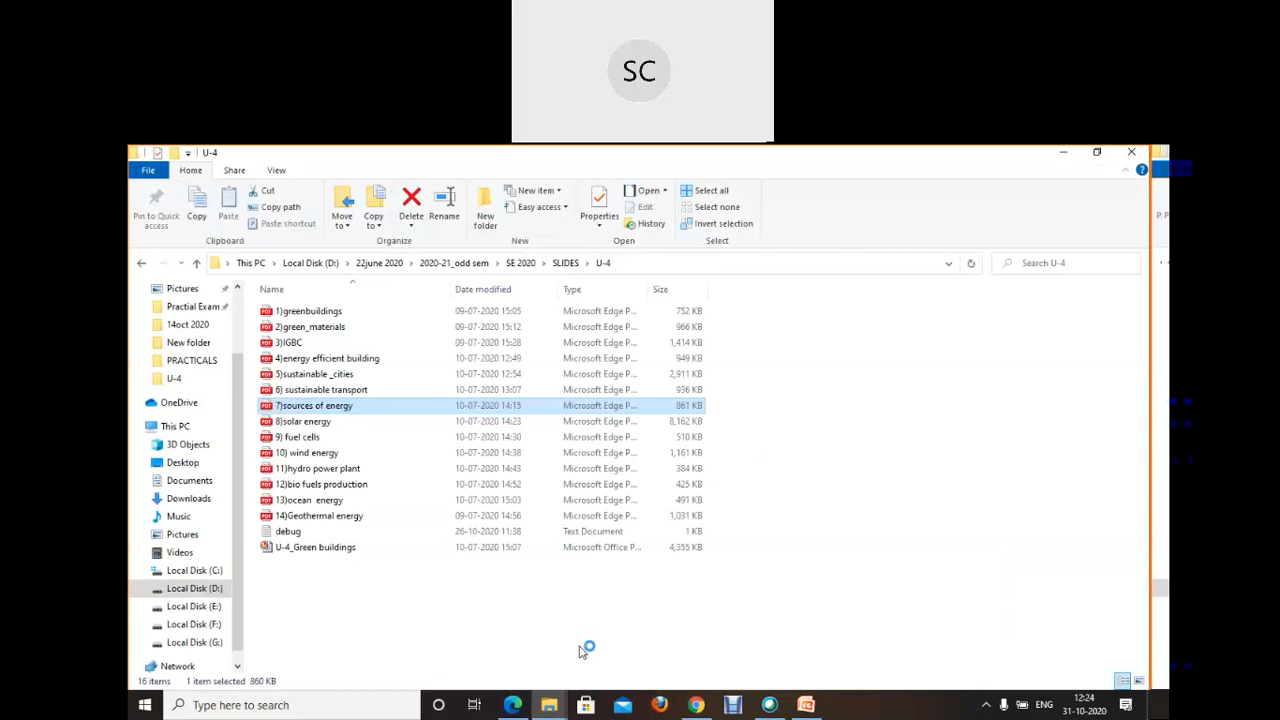 SC
U-4
File Home Share View
Pin to Quick access
Copy
Paste
Cut
Copy path
Paste shortcut
Clipboard
Move to
Copy to
Delete
Rename
Organize
New folder
New item
Easy access
New
Properties
Open
Edit
History
Open
Select all
Select none
Invert selection
Select
This PC > Local Disk (D:) > 22june 2020 > 2020-21_odd sem > SE 2020 > SLIDES > U-4
Search U-4
Name Date modified Type Size
1)greenbuildings 09-07-2020 15:05 Microsoft Edge P... 752 KB
2)green_materials 09-07-2020 15:12 Microsoft Edge P... 966 KB
3)IGBC 09-07-2020 15:28 Microsoft Edge P... 1,414 KB
4)energy efficient building 10-07-2020 12:49 Microsoft Edge P... 949 KB
5)sustainable _cities 10-07-2020 12:54 Microsoft Edge P... 2,911 KB
6) sustainable transport 10-07-2020 13:07 Microsoft Edge P... 936 KB
7)sources of energy 10-07-2020 14:15 Microsoft Edge P... 861 KB
8)solar energy 10-07-2020 14:23 Microsoft Edge P... 8,162 KB
9) fuel cells 10-07-2020 14:30 Microsoft Edge P... 510 KB
10) wind energy 10-07-2020 14:38 Microsoft Edge P... 1,161 KB
11)hydro power plant 10-07-2020 14:43 Microsoft Edge P... 384 KB
12)bio fuels production 10-07-2020 14:52 Microsoft Edge P... 425 KB
13)ocean energy 10-07-2020 15:03 Microsoft Edge P... 491 KB
14)Geothermal energy 09-07-2020 14:56 Microsoft Edge P... 1,031 KB
debug 26-10-2020 11:38 Text Document 1 KB
U-4_Green buildings 10-07-2020 15:07 Microsoft Office P... 4,355 KB
Pictures
Practial Exam
14oct 2020
New folder
PRACTICALS
U-4
OneDrive
This PC
3D Objects
Desktop
Documents
Downloads
Music
Pictures
Videos
Local Disk (C:)
Local Disk (D:)
Local Disk (E:)
Local Disk (F:)
Local Disk (G:)
Network
16 items 1 item selected 860 KB
Type here to search
ENG
12:24
31-10-2020